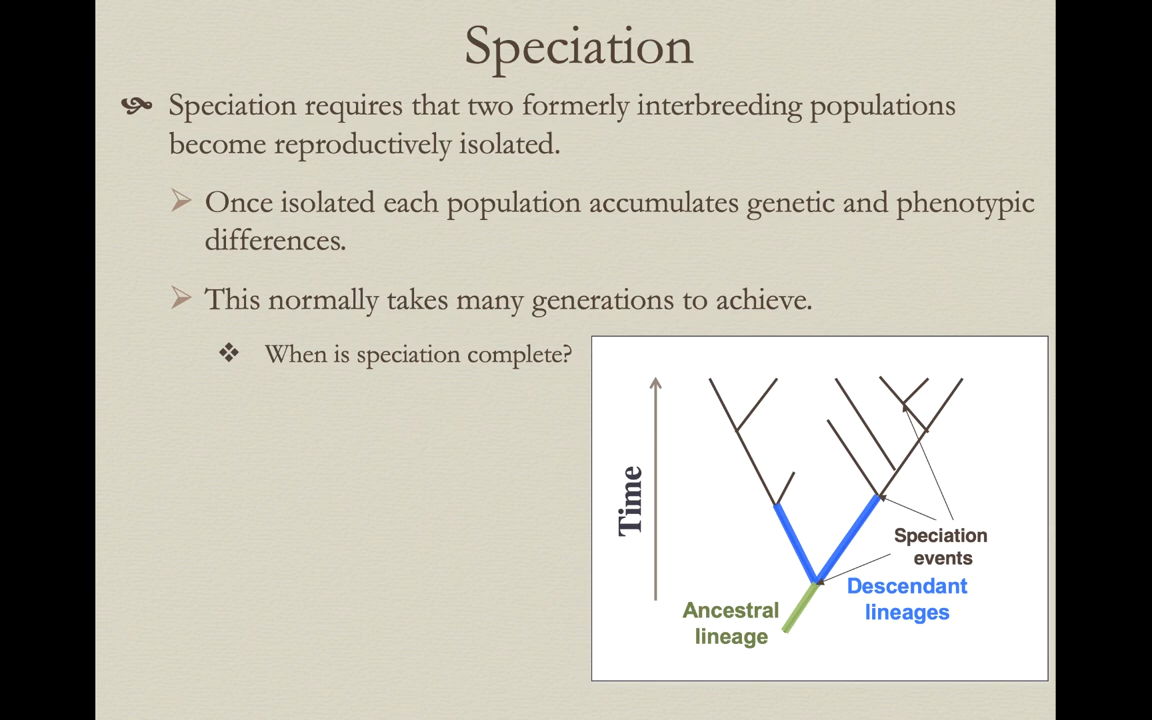 Speciation
Speciation requires that two formerly interbreeding populations
become reproductively isolated.
Once isolated each population accumulates genetic and phenotypic
differences.
This normally takes many generations to achieve.
When is speciation complete?
Time
Speciation
events
Descendant
lineages
Ancestral
lineage